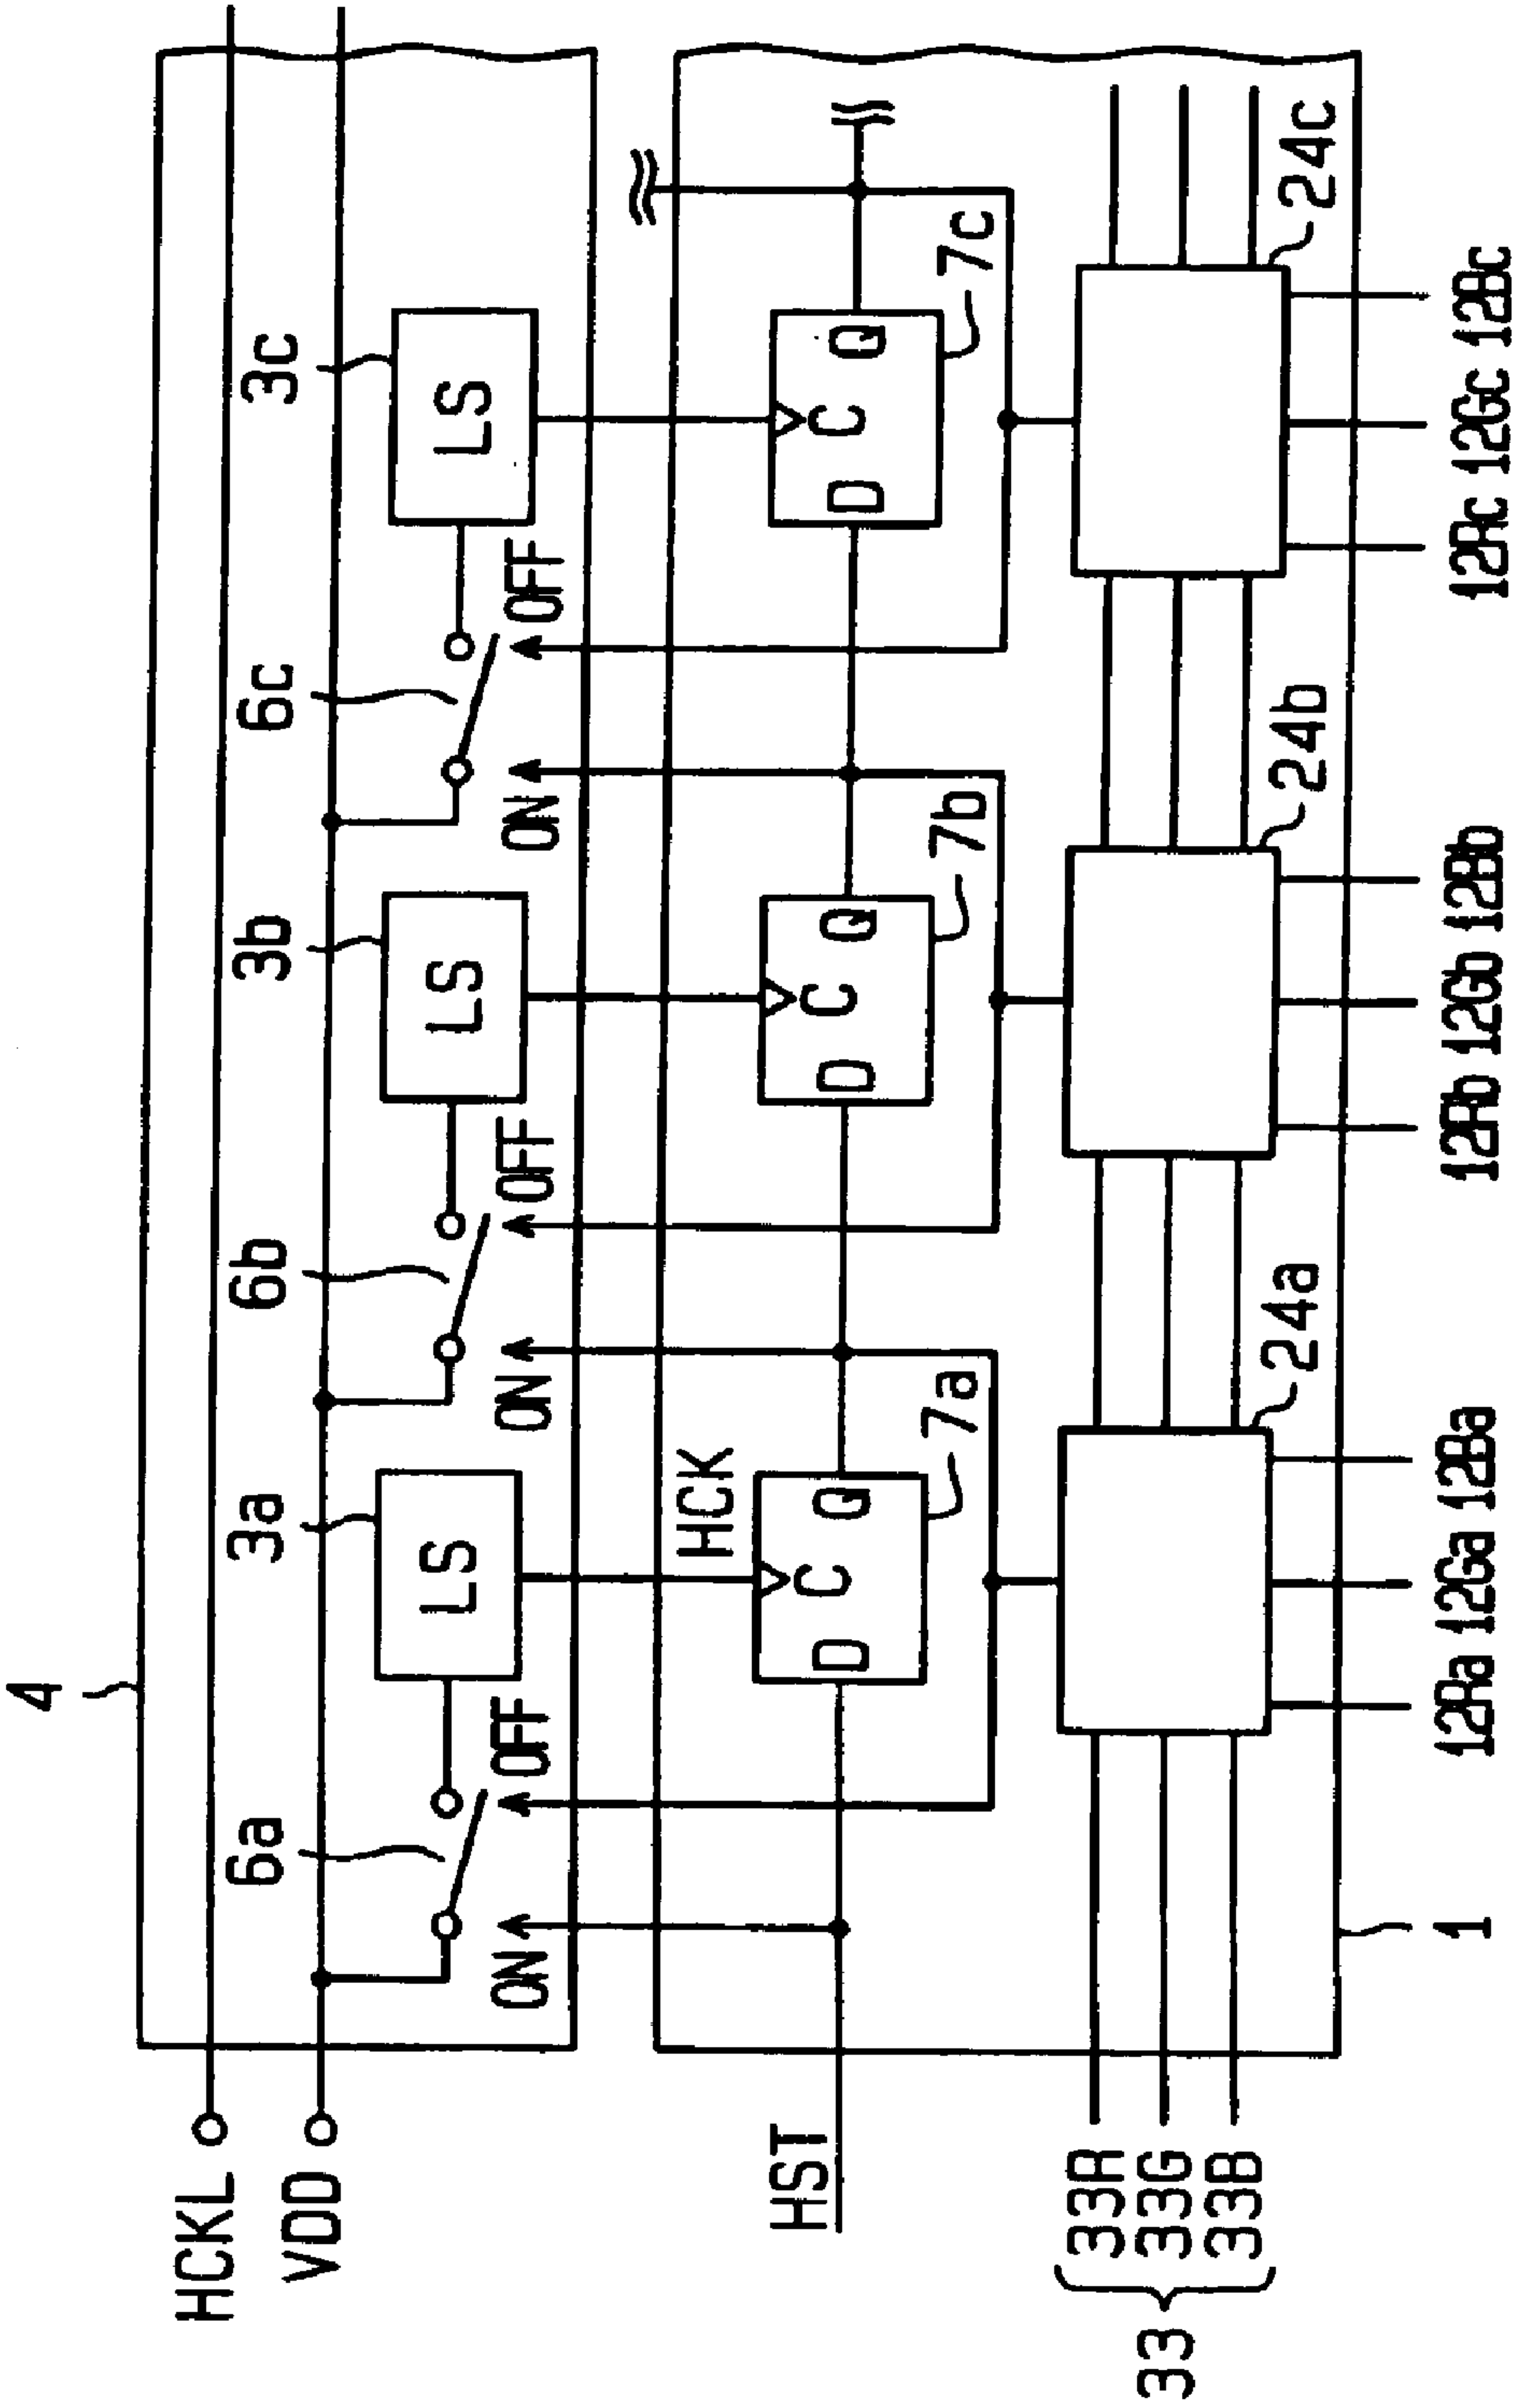 4
HCKL
VDD
6a
3a
6b
3b
6c
3c
LS
LS
LS
ON
OFF
ON
OFF
ON
OFF
HCK
HST
D
C
Q
7a
D
C
Q
7b
D
C
Q
7c
33
33R
33G
33B
24a
24b
24c
1
12Ra 12Ga 12Ba
12Rb 12Gb 12Bb
12Rc 12Gc 12Bc